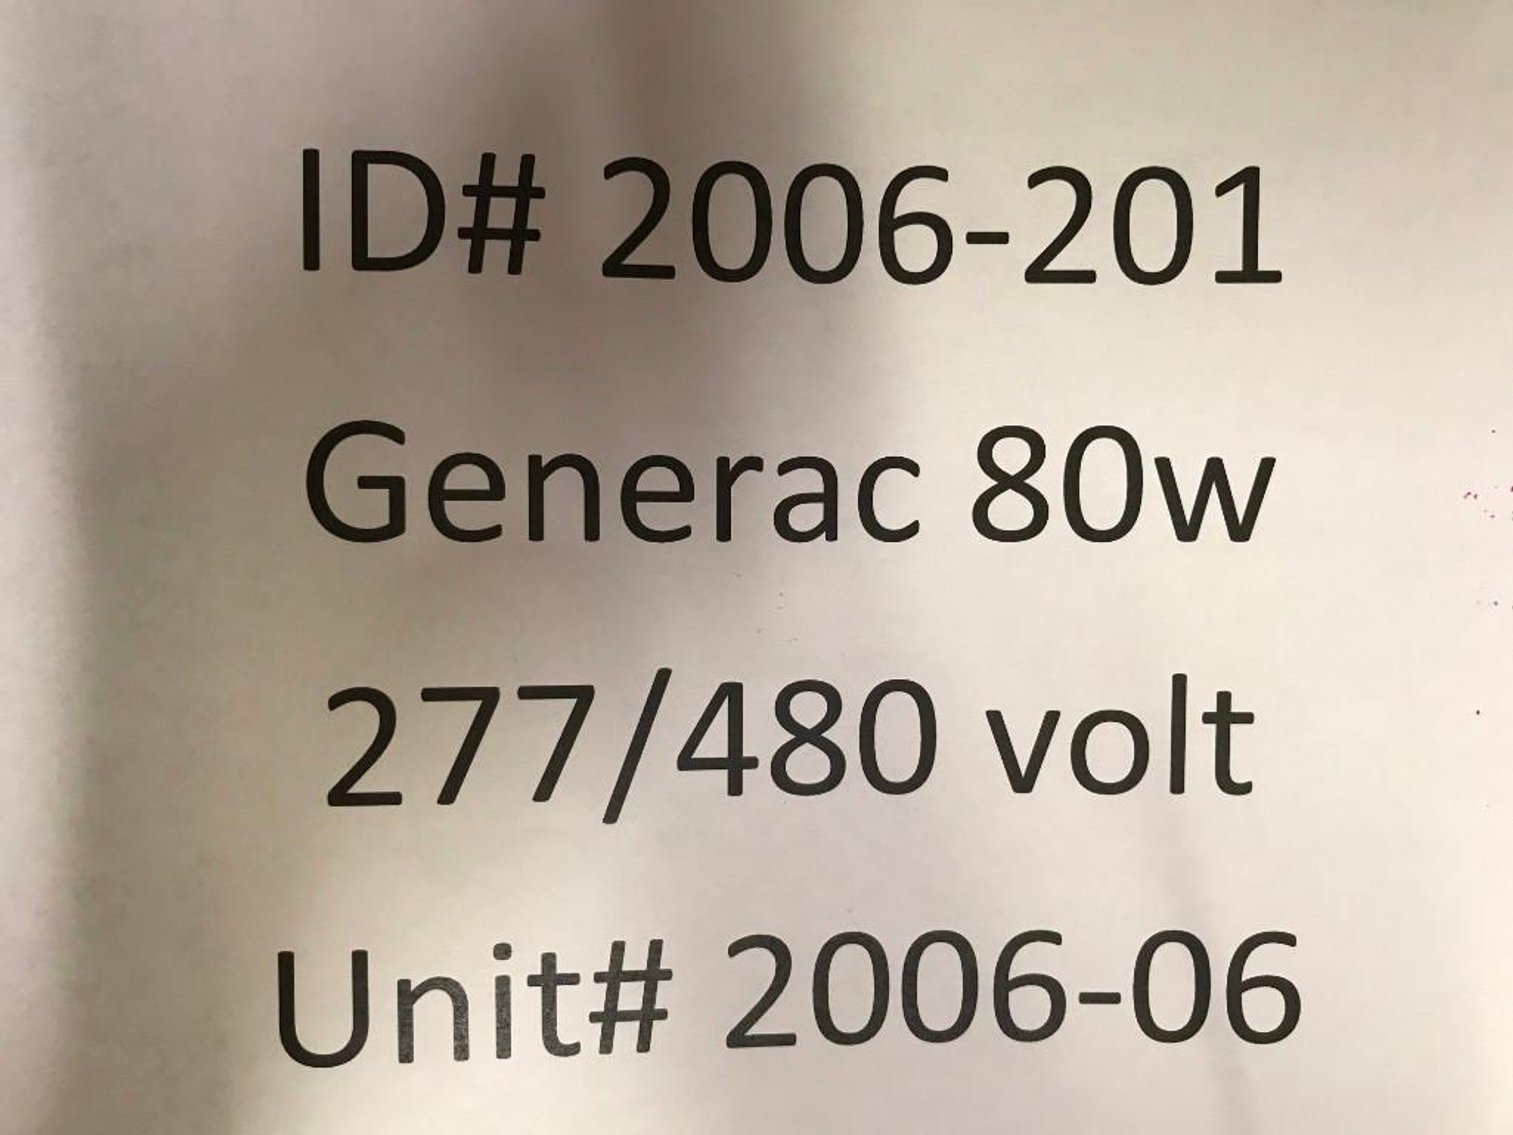 ID# 2006-201
Generac 80w
277/480 volt
Unit# 2006-06